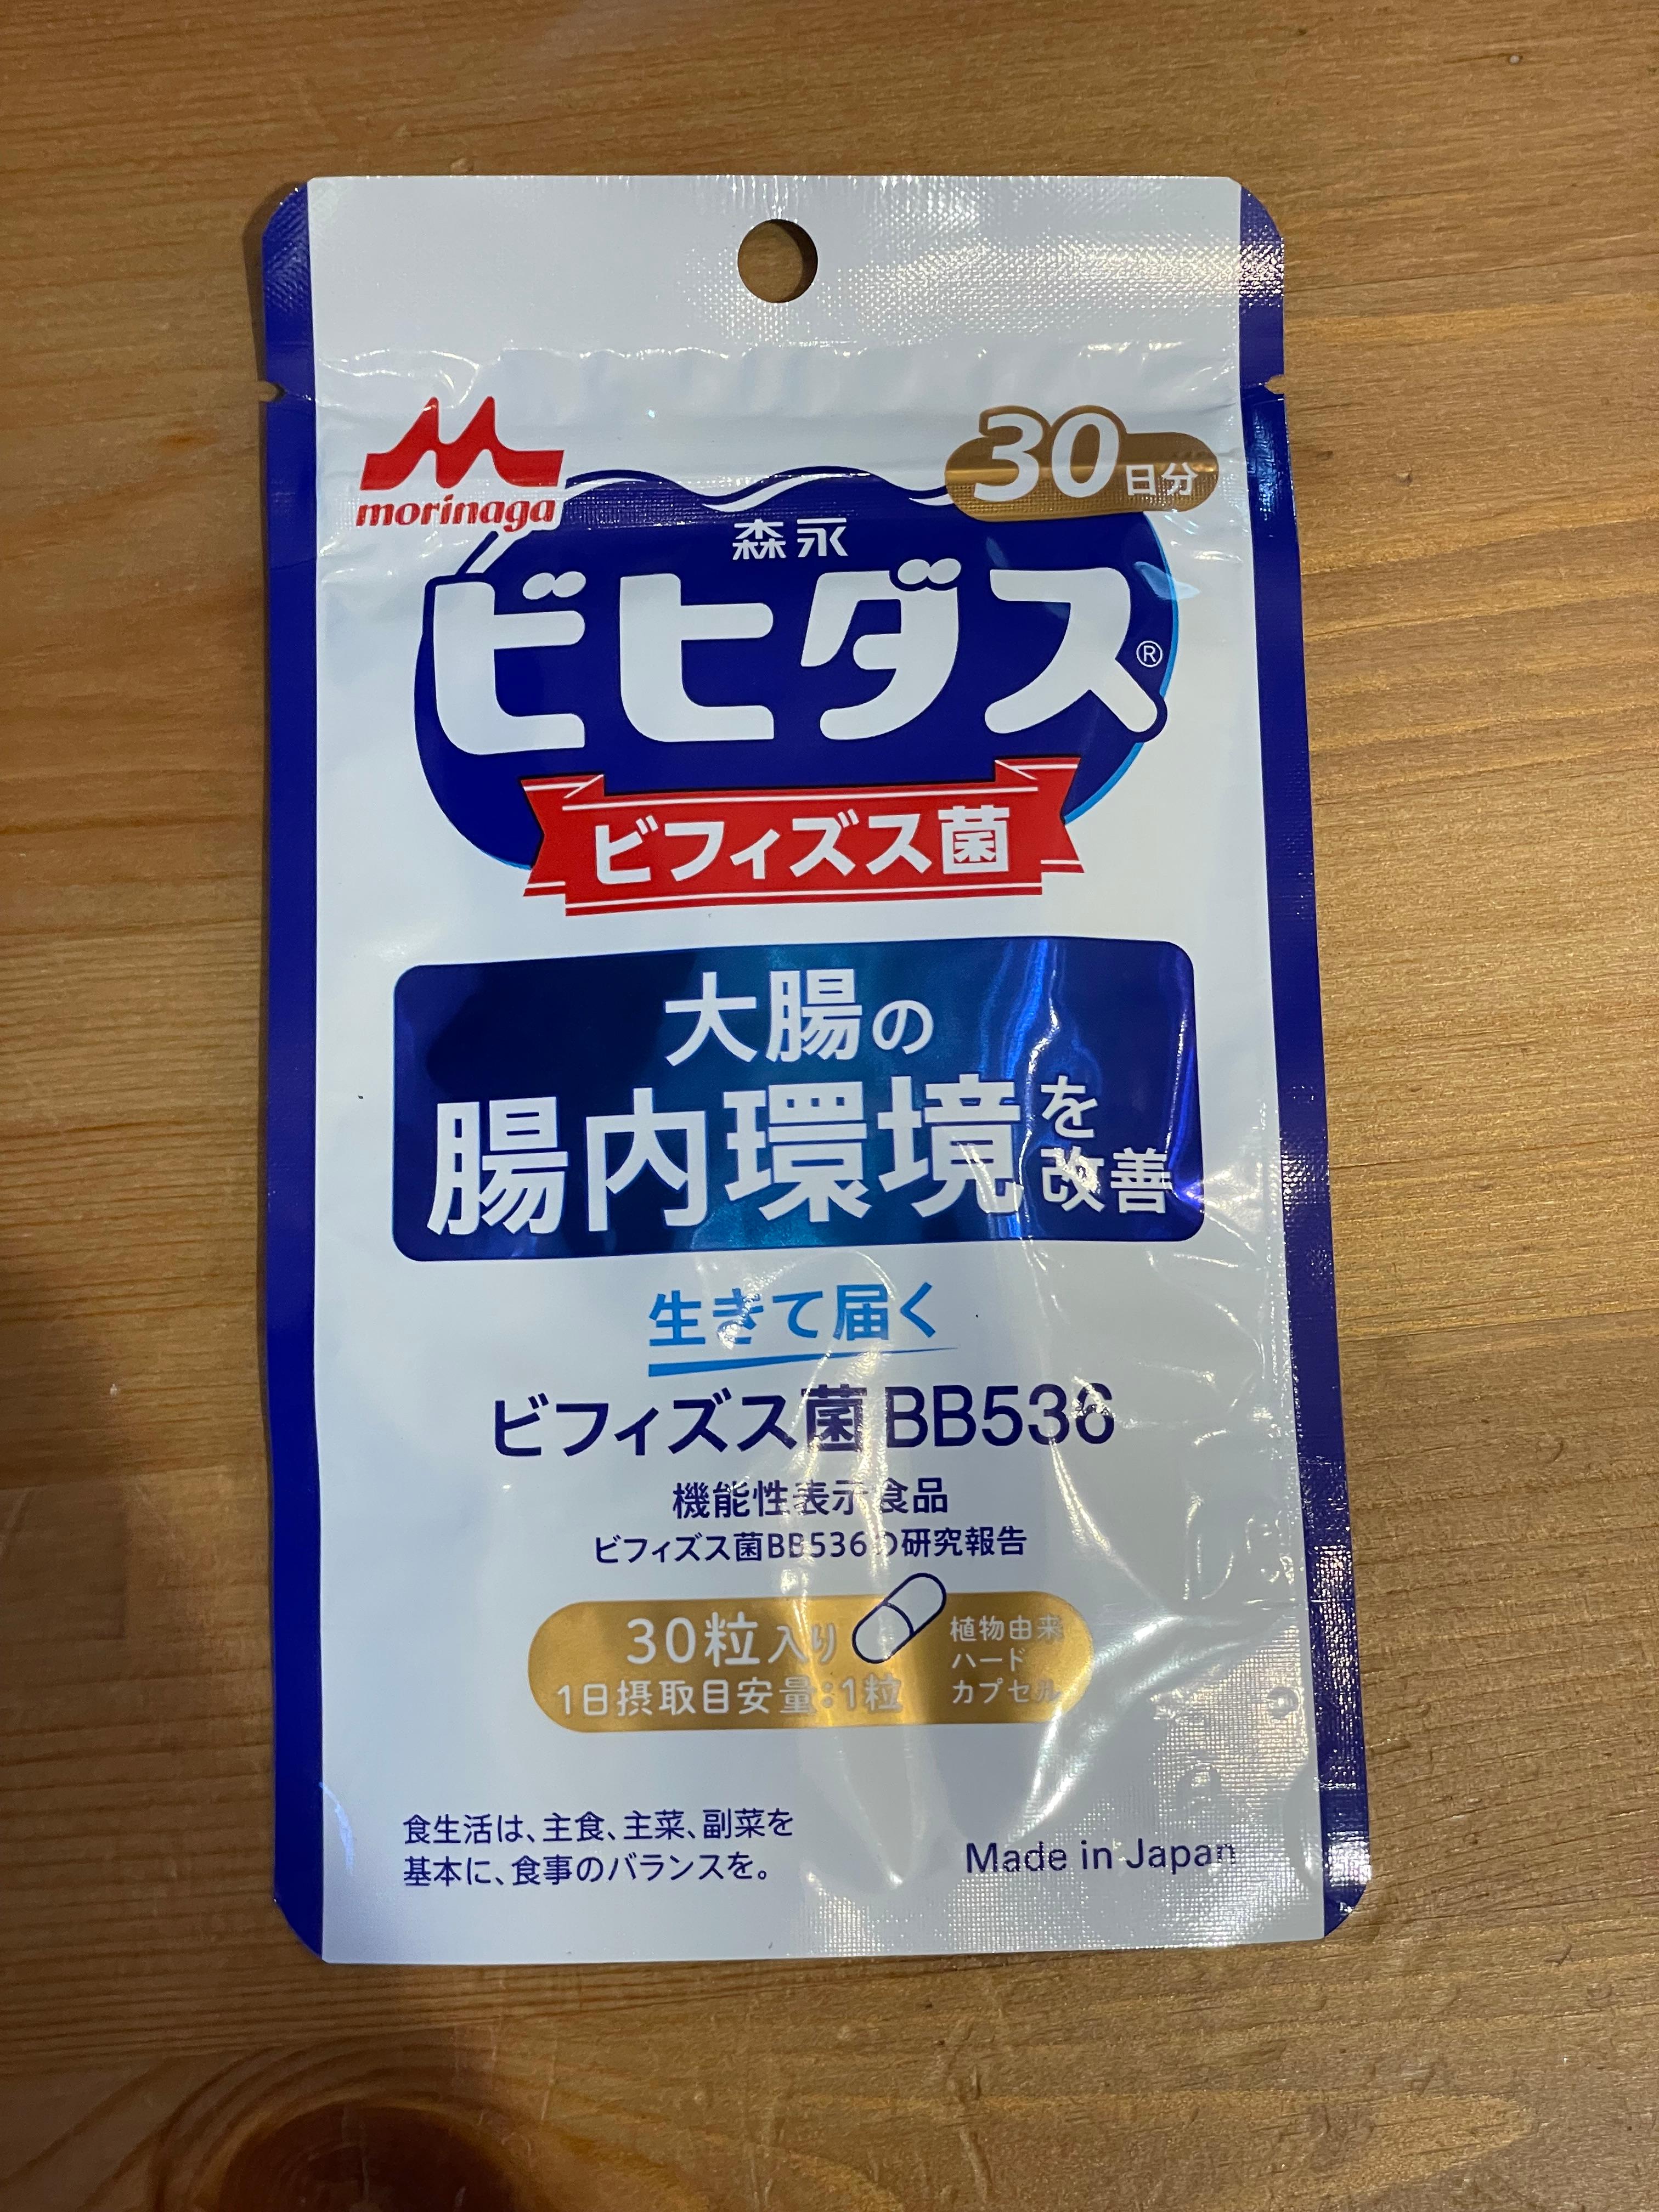 morinaga
30日分
森永
ビヒダス®
ビフィズス菌
大腸の
腸内環境を改善
生きて届く
ビフィズス菌BB536
機能性表示食品
ビフィズス菌BB536の研究報告
30粒入り
1日摂取目安量:1粒
植物由来
ハード
カプセル
食生活は、主食、主菜、副菜を
基本に、食事のバランスを。
Made in Japan